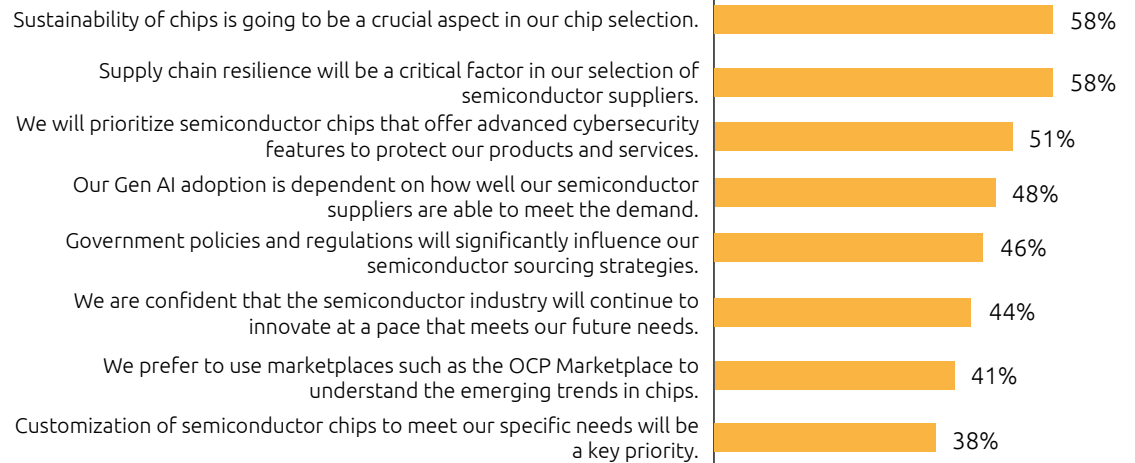 Sustainability of chips is going to be a crucial aspect in our chip selection.
58%
Supply chain resilience will be a critical factor in our selection of
semiconductor suppliers.
58%
We will prioritize semiconductor chips that offer advanced cybersecurity
features to protect our products and services.
51%
Our Gen AI adoption is dependent on how well our semiconductor
suppliers are able to meet the demand.
48%
Government policies and regulations will significantly influence our
semiconductor sourcing strategies.
46%
We are confident that the semiconductor industry will continue to
innovate at a pace that meets our future needs.
44%
We prefer to use marketplaces such as the OCP Marketplace to
understand the emerging trends in chips.
41%
Customization of semiconductor chips to meet our specific needs will be
a key priority.
38%